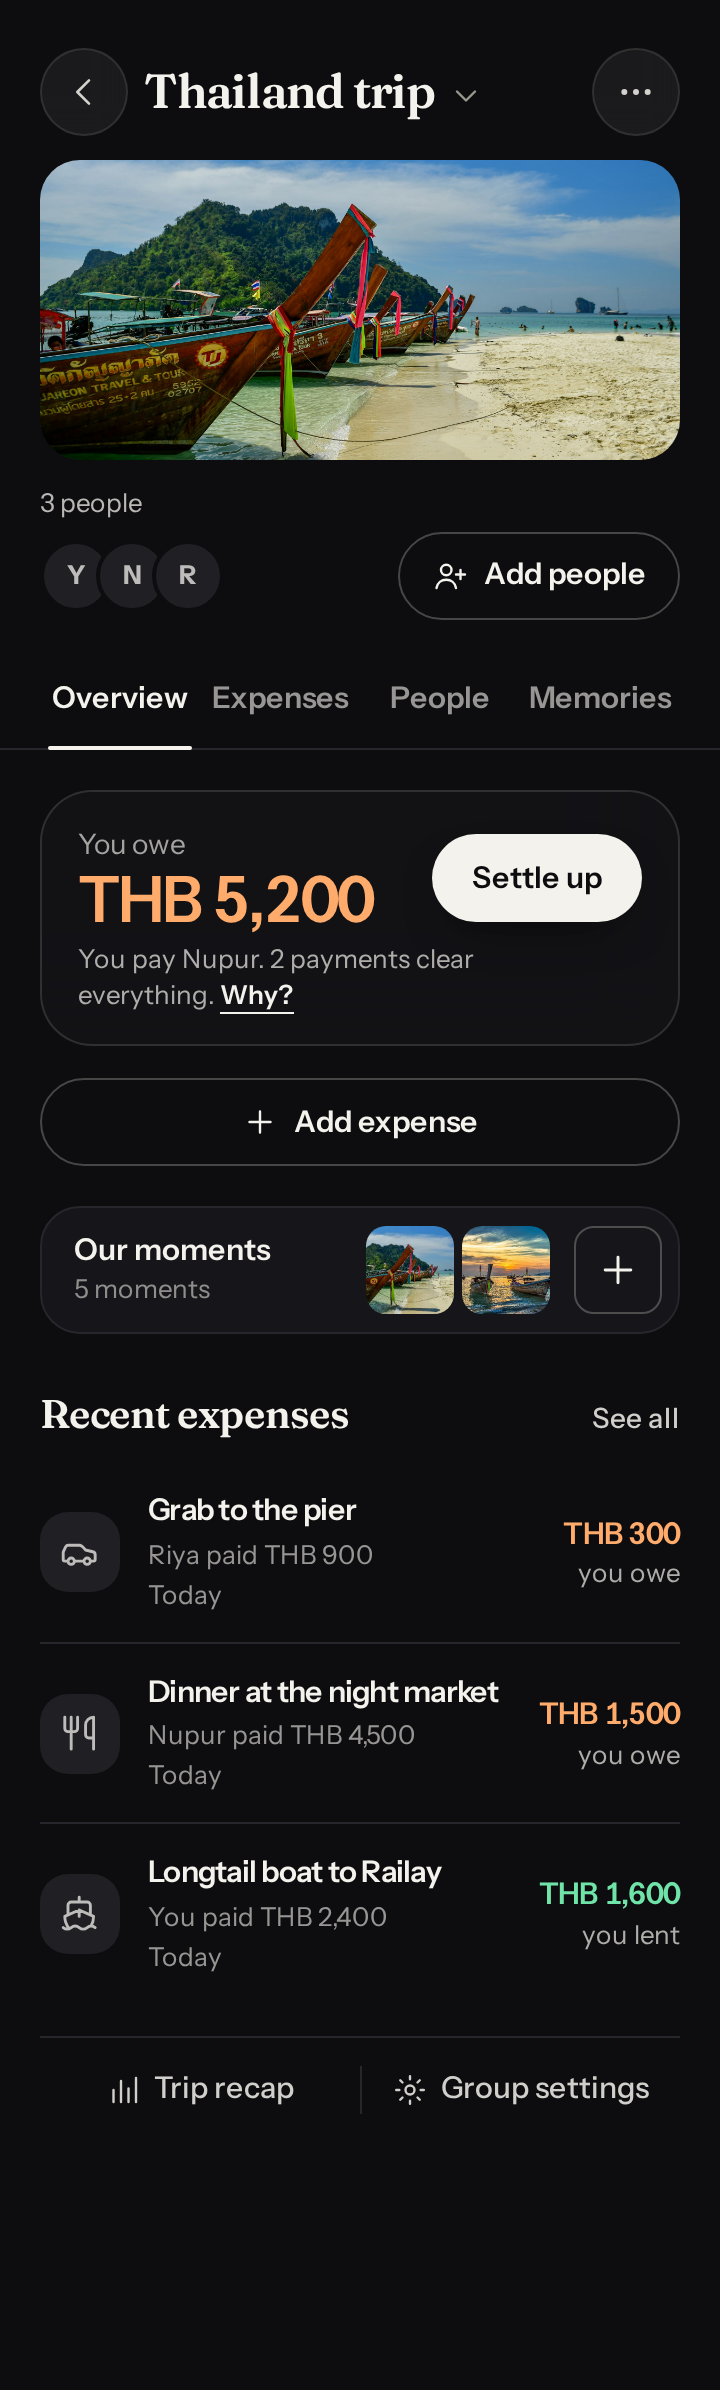 Thailand trip
JAHEON TRAVEL & TOUR
3 people
Y N R
Add people
Overview Expenses People Memories
You owe
THB 5,200
Settle up
You pay Nupur. 2 payments clear
everything. Why?
Add expense
Our moments
5 moments
Recent expenses
See all
Grab to the pier
Riya paid THB 900
Today
THB 300
you owe
Dinner at the night market
Nupur paid THB 4,500
Today
THB 1,500
you owe
Longtail boat to Railay
You paid THB 2,400
Today
THB 1,600
you lent
Trip recap
Group settings